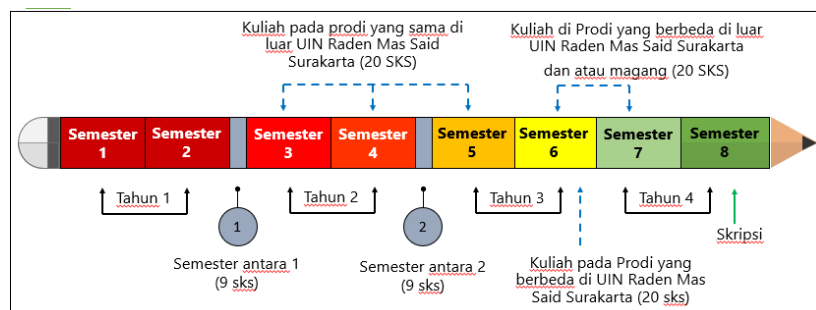 Kuliah pada prodi yang sama di
luar UIN Raden Mas Said
Surakarta (20 SKS)
Kuliah di Prodi yang berbeda di luar
UIN Raden Mas Said Surakarta
dan atau magang (20 SKS)
Semester
1
Semester
2
Semester
3
Semester
4
Semester
5
Semester
6
Semester
7
Semester
8
Tahun 1
Tahun 2
Tahun 3
Tahun 4
1
2
Skripsi
Semester antara 1
(9 sks)
Semester antara 2
(9 sks)
Kuliah pada Prodi yang
berbeda di UIN Raden Mas
Said Surakarta (20 sks)